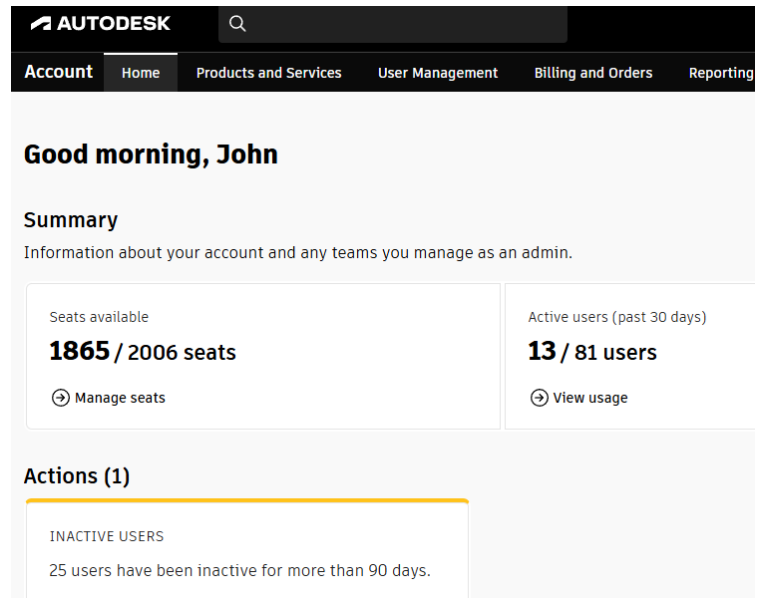 AUTODESK
Account Home Products and Services User Management Billing and Orders Reporting
Good morning, John
Summary
Information about your account and any teams you manage as an admin.
Seats available
1865 / 2006 seats
Manage seats
Active users (past 30 days)
13 / 81 users
View usage
Actions (1)
INACTIVE USERS
25 users have been inactive for more than 90 days.